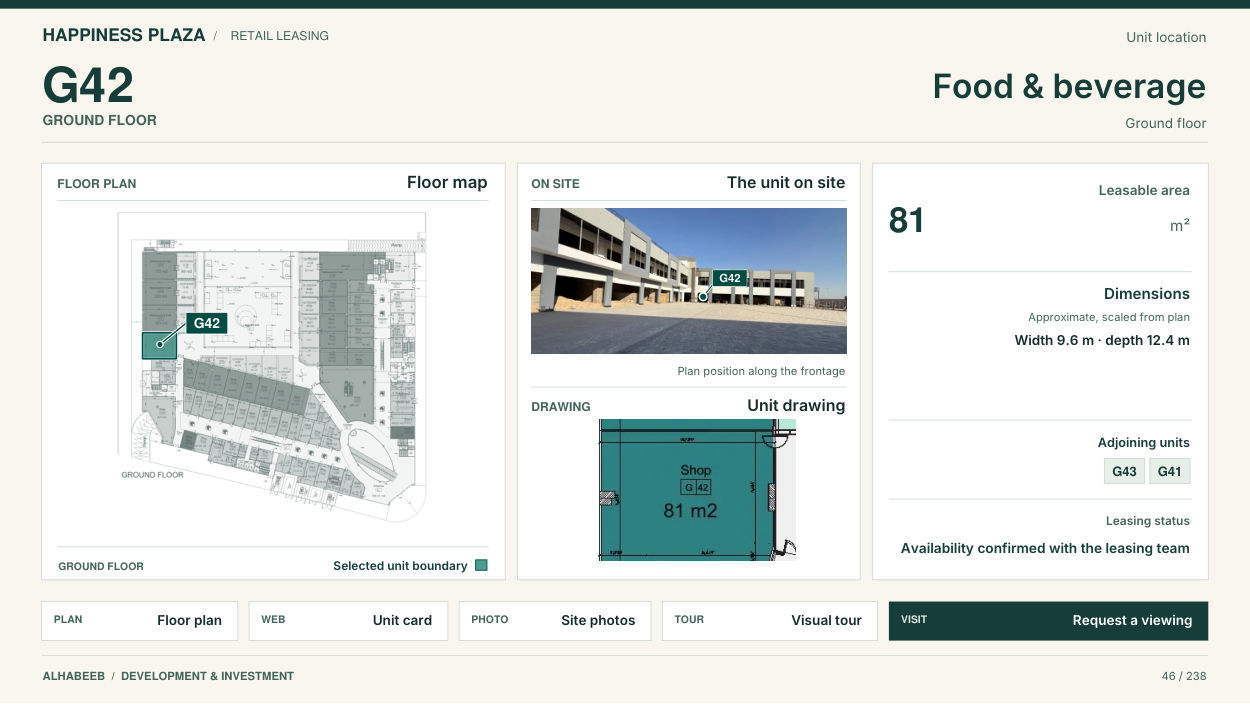 HAPPINESS PLAZA / RETAIL LEASING
Unit location
G42
Food & beverage
GROUND FLOOR
Ground floor
FLOOR PLAN
Floor map
G42
GROUND FLOOR
GROUND FLOOR
Selected unit boundary
ON SITE
The unit on site
G42
Plan position along the frontage
DRAWING
Unit drawing
Shop
G 42
81 m2
Leasable area
81
m²
Dimensions
Approximate, scaled from plan
Width 9.6 m · depth 12.4 m
Adjoining units
G43 G41
Leasing status
Availability confirmed with the leasing team
PLAN Floor plan
WEB Unit card
PHOTO Site photos
TOUR Visual tour
VISIT Request a viewing
ALHABEEB / DEVELOPMENT & INVESTMENT
46 / 238